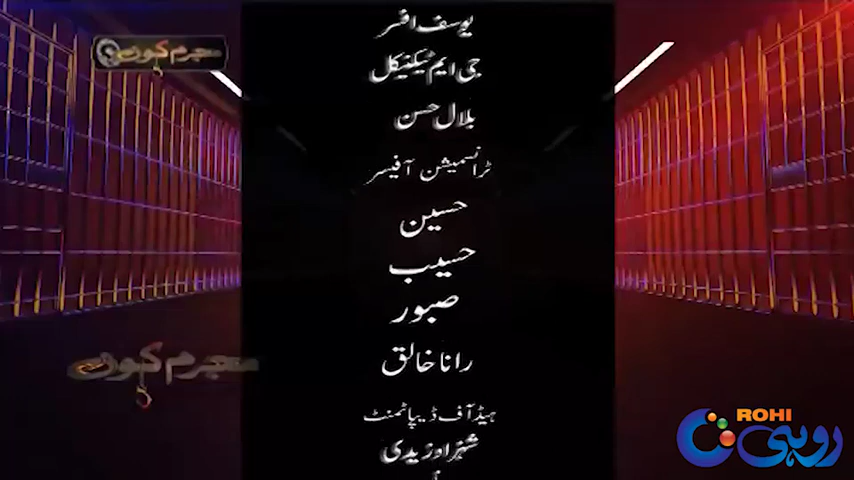 یوسف افسر
مجرم کون
جی ایم ٹیکنیکل
بلال حسن
ٹرانسمیشن آفیسر
حسین
حسیب
صبور
رانا خالق
مجرم کون
ہیڈ آف ڈیپاٹمنٹ
شہزاد زیدی
ROHI
روہی